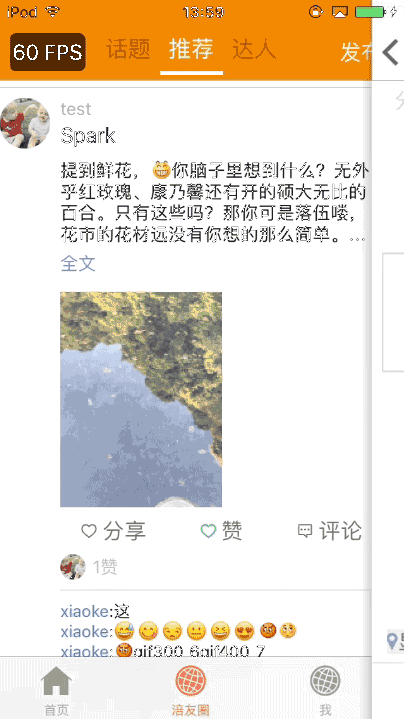 iPod 13:59
60 FPS 话题 推荐 达人 发布
test
Spark
提到鲜花，😁你脑子里想到什么？无外
乎红玫瑰、康乃馨还有开的硕大无比的
百合。只有这些吗？那你可是落伍喽，
花市的花材远没有你想的那么简单。...
全文
分享 赞 评论
1赞
xiaoke:这
xiaoke:😅😋😒😐😆😍
xiaoke:gif300 6gif400 7
首页 涪友圈 我